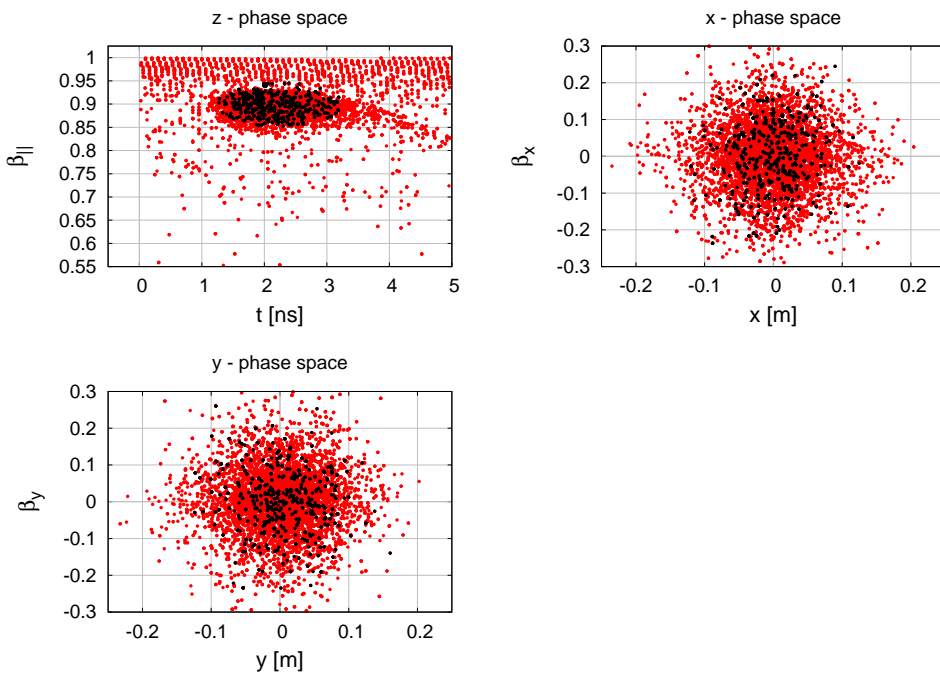 z - phase space
1
0.95
0.9
0.85
0.8
0.75
0.7
0.65
0.6
0.55
β||
0 1 2 3 4 5
t [ns]
x - phase space
0.3
0.2
0.1
0
-0.1
-0.2
-0.3
βx
-0.2 -0.1 0 0.1 0.2
x [m]
y - phase space
0.3
0.2
0.1
0
-0.1
-0.2
-0.3
βy
-0.2 -0.1 0 0.1 0.2
y [m]